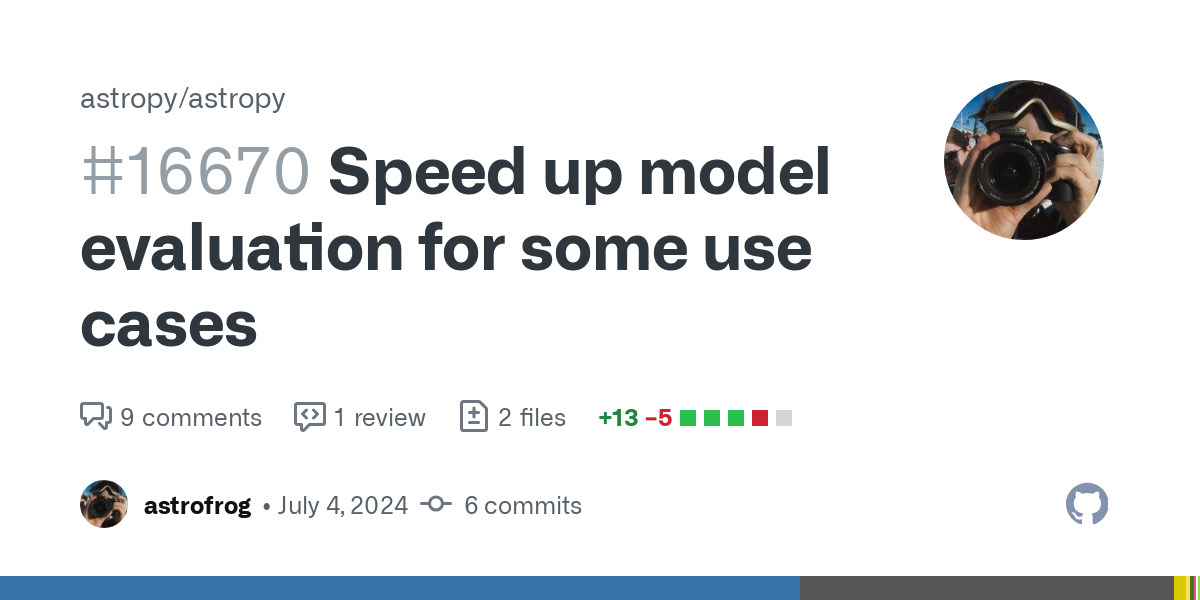 astropy/astropy
#16670 Speed up model
evaluation for some use
cases
9 comments 1 review 2 files +13 −5
astrofrog • July 4, 2024 6 commits